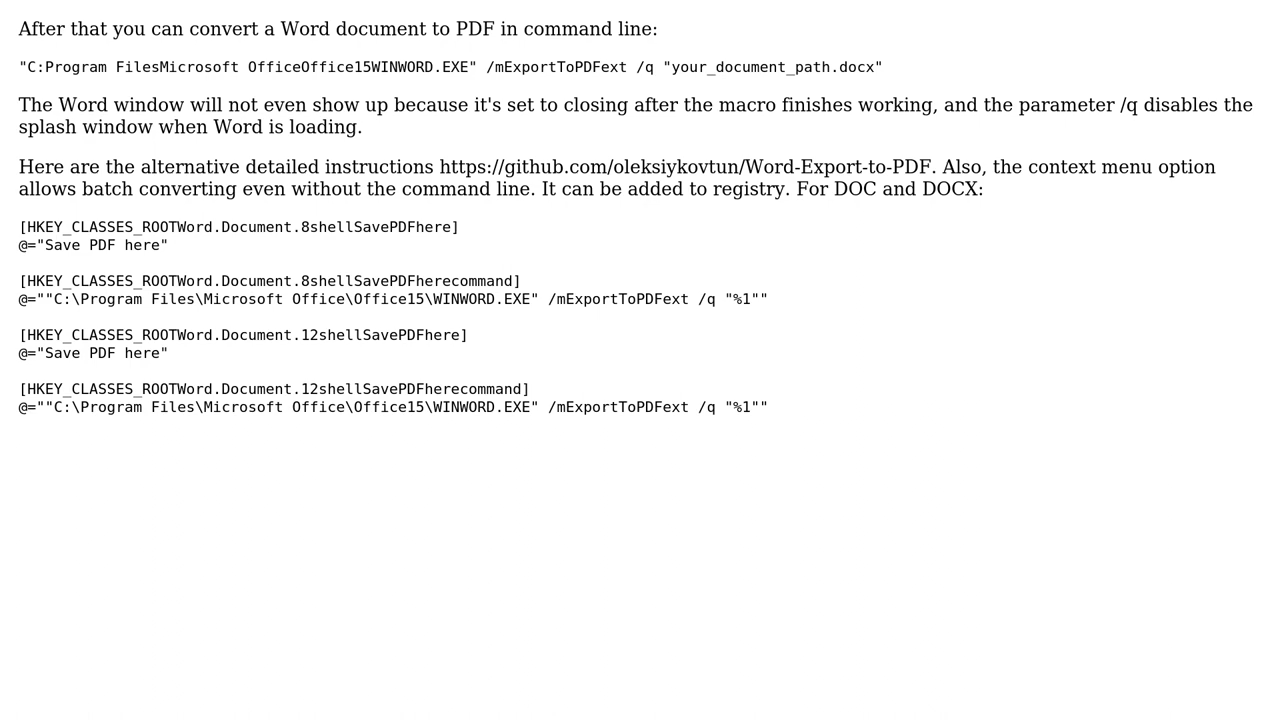 After that you can convert a Word document to PDF in command line:
"C:Program FilesMicrosoft OfficeOffice15WINWORD.EXE" /mExportToPDFext /q "your_document_path.docx"
The Word window will not even show up because it's set to closing after the macro finishes working, and the parameter /q disables the
splash window when Word is loading.
Here are the alternative detailed instructions https://github.com/oleksiykovtun/Word-Export-to-PDF. Also, the context menu option
allows batch converting even without the command line. It can be added to registry. For DOC and DOCX:
[HKEY_CLASSES_ROOTWord.Document.8shellSavePDFhere]
@="Save PDF here"
[HKEY_CLASSES_ROOTWord.Document.8shellSavePDFherecommand]
@=""C:\Program Files\Microsoft Office\Office15\WINWORD.EXE" /mExportToPDFext /q "%1""
[HKEY_CLASSES_ROOTWord.Document.12shellSavePDFhere]
@="Save PDF here"
[HKEY_CLASSES_ROOTWord.Document.12shellSavePDFherecommand]
@=""C:\Program Files\Microsoft Office\Office15\WINWORD.EXE" /mExportToPDFext /q "%1""